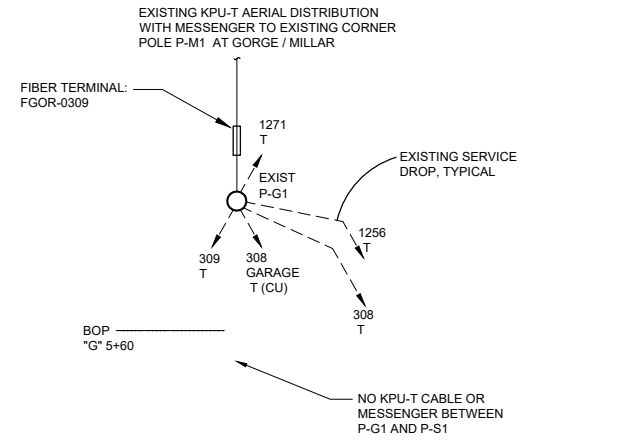 EXISTING KPU-T AERIAL DISTRIBUTION
WITH MESSENGER TO EXISTING CORNER
POLE P-M1 AT GORGE / MILLAR
FIBER TERMINAL:
FGOR-0309
1271
T
EXIST
P-G1
EXISTING SERVICE
DROP, TYPICAL
1256
T
309
T
308
GARAGE
T (CU)
308
T
BOP
"G" 5+60
NO KPU-T CABLE OR
MESSENGER BETWEEN
P-G1 AND P-S1